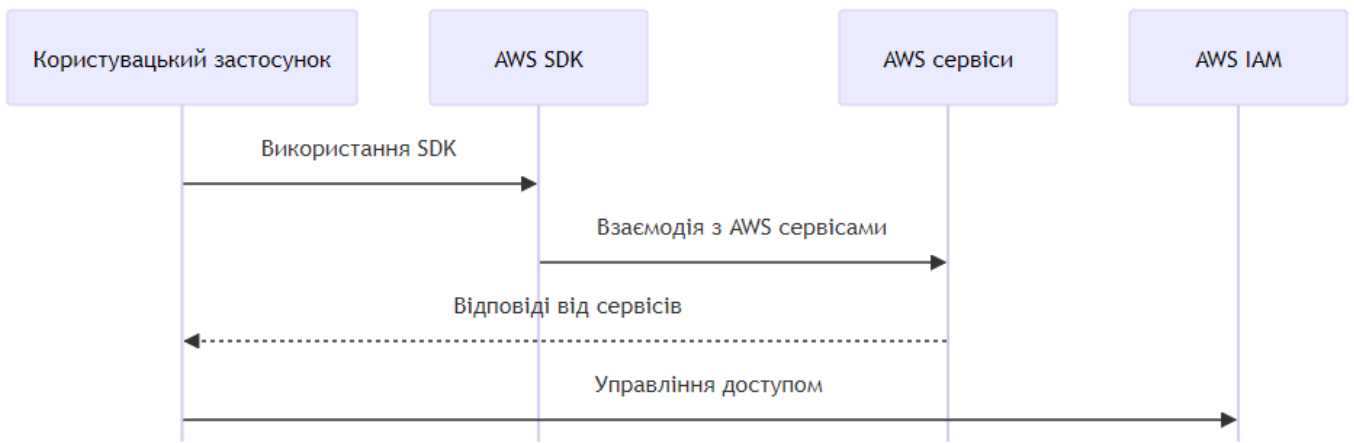 Користувацький застосунок
AWS SDK
AWS сервіси
AWS IAM
Використання SDK
Взаємодія з AWS сервісами
Відповіді від сервісів
Управління доступом